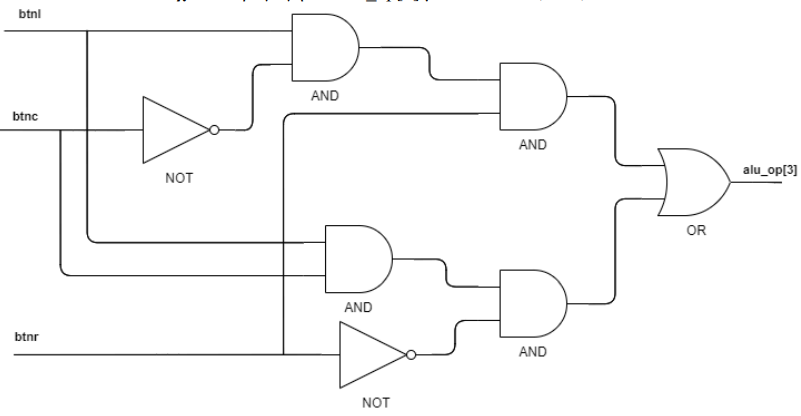 btnl
AND
btnc
AND
NOT
alu_op[3]
OR
AND
btnr
AND
NOT